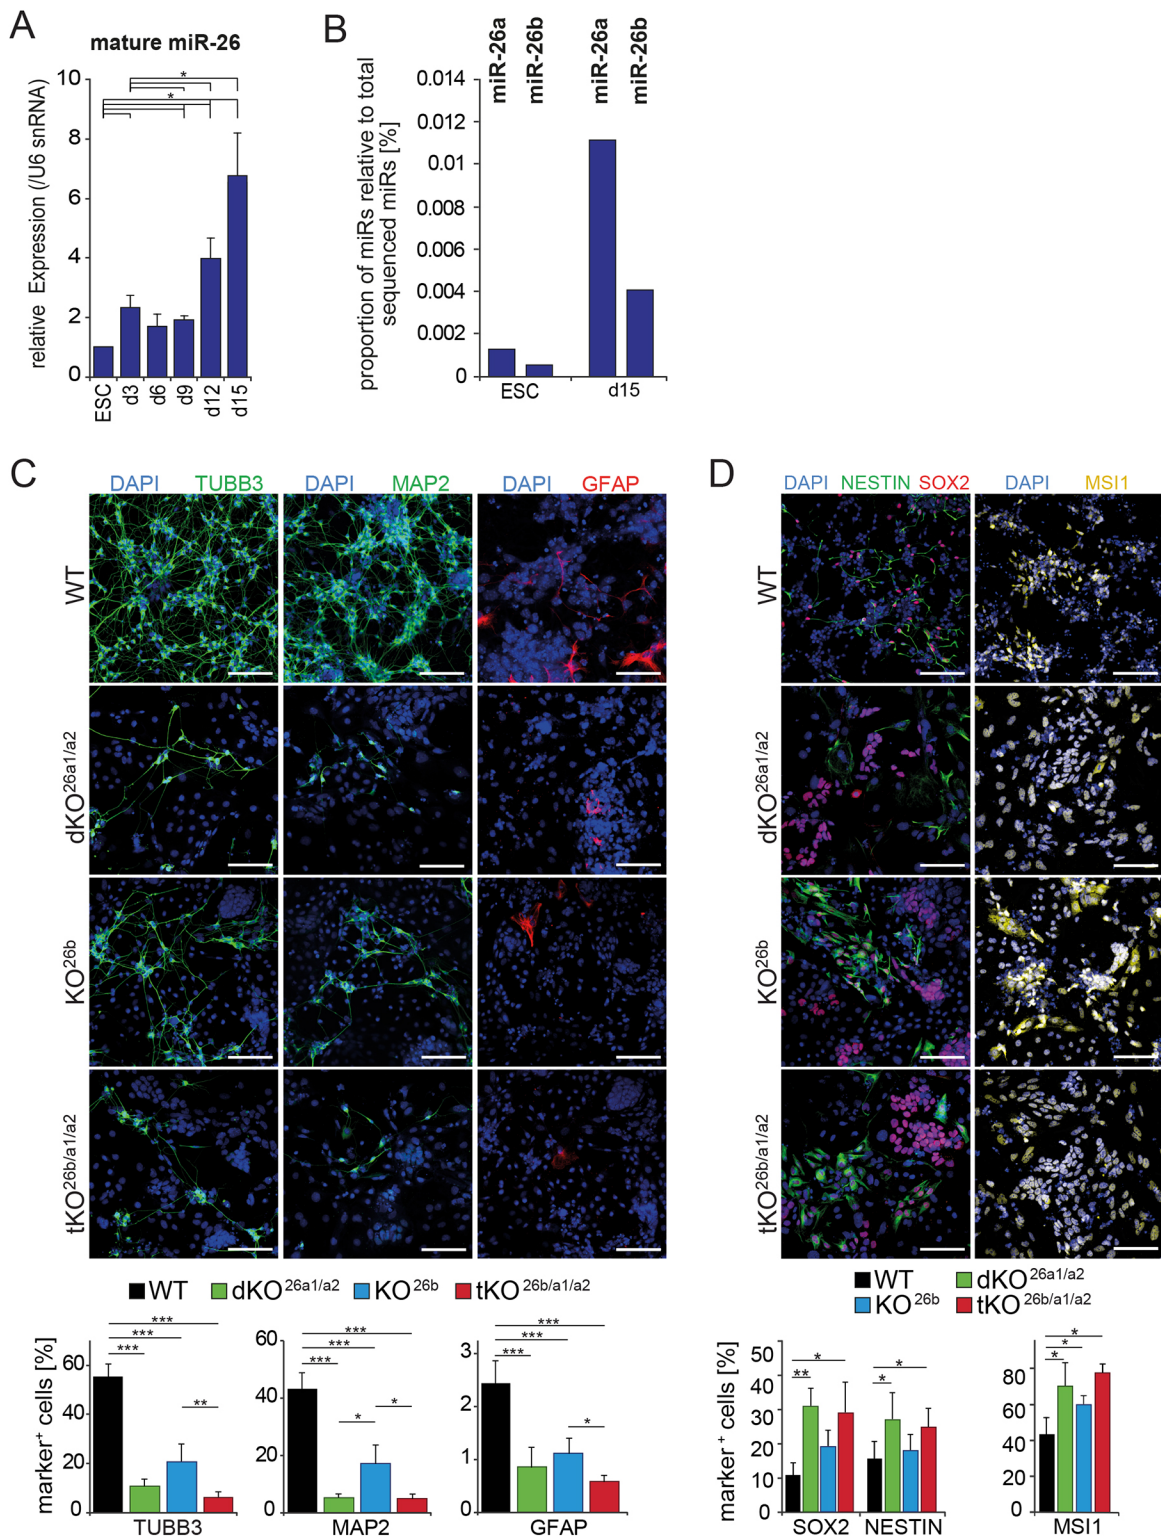 A
mature miR-26
relative Expression (/U6 snRNA)
10
8
6
4
2
0
*
*
ESC
d3
d6
d9
d12
d15
B
proportion of miRs relative to total
sequenced miRs [%]
miR-26a
miR-26b
miR-26a
miR-26b
0.014
0.012
0.01
0.008
0.006
0.004
0.002
0
ESC
d15
C
DAPI TUBB3
DAPI MAP2
DAPI GFAP
WT
dKO26a1/a2
KO26b
tKO26b/a1/a2
WT dKO26a1/a2 KO26b tKO26b/a1/a2
marker+ cells [%]
60
40
20
0
***
***
***
**
TUBB3
60
40
20
0
***
***
***
*
*
MAP2
3
2
1
0
***
***
***
*
GFAP
D
DAPI NESTIN SOX2
DAPI MSI1
WT
dKO26a1/a2
KO26b
tKO26b/a1/a2
WT dKO26a1/a2
KO26b tKO26b/a1/a2
marker+ cells [%]
50
40
30
20
10
0
*
**
*
*
SOX2 NESTIN
80
60
40
20
0
*
*
*
MSI1